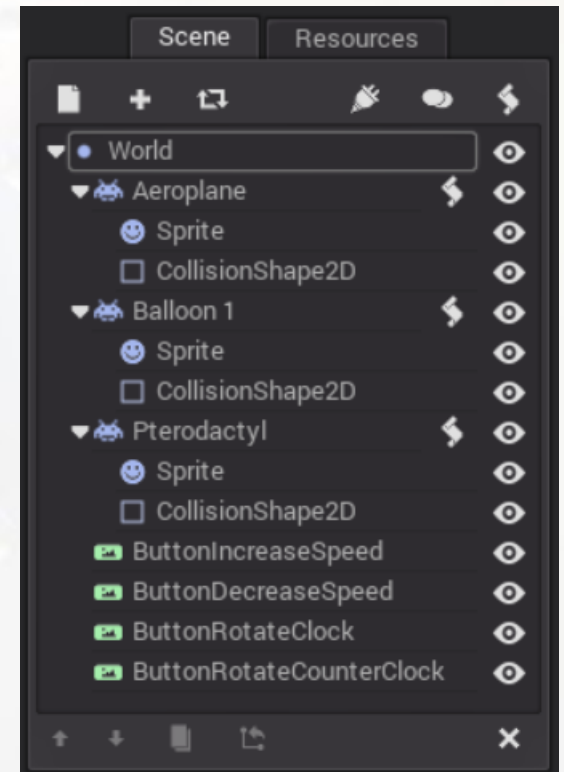 Scene Resources
World
Aeroplane
Sprite
CollisionShape2D
Balloon 1
Sprite
CollisionShape2D
Pterodactyl
Sprite
CollisionShape2D
ButtonIncreaseSpeed
ButtonDecreaseSpeed
ButtonRotateClock
ButtonRotateCounterClock